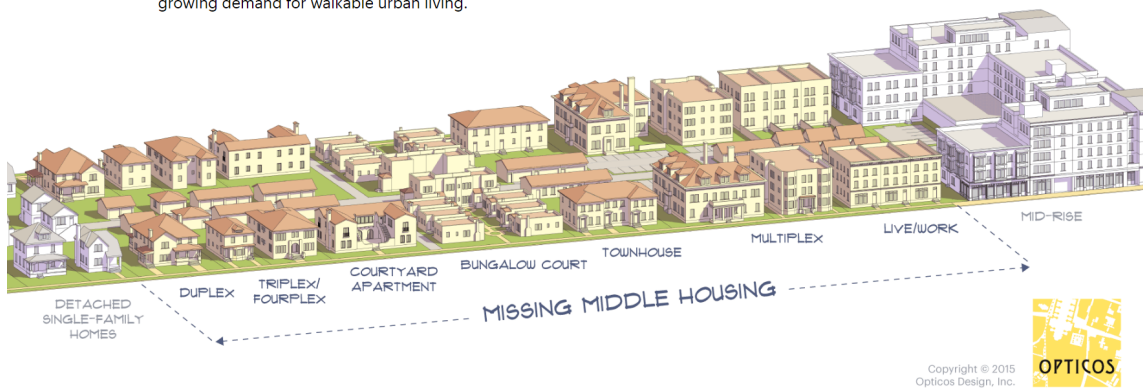 growing demand for walkable urban living.
DETACHED
SINGLE-FAMILY
HOMES
DUPLEX
TRIPLEX/
FOURPLEX
COURTYARD
APARTMENT
BUNGALOW COURT
TOWNHOUSE
MULTIPLEX
LIVE/WORK
MID-RISE
MISSING MIDDLE HOUSING
Copyright © 2015
Opticos Design, Inc.
OPTICOS